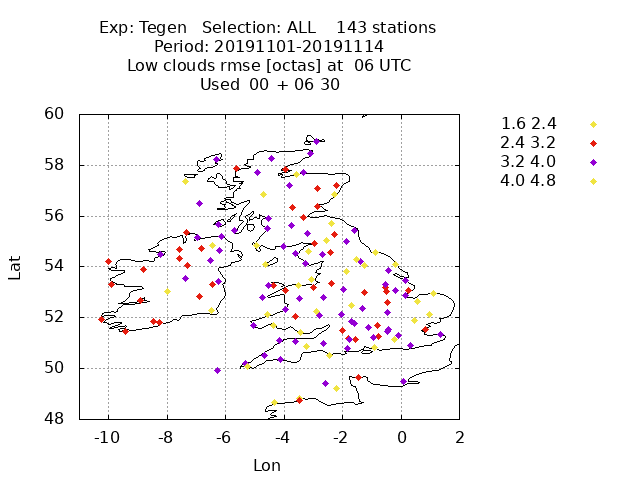 Exp: Tegen Selection: ALL 143 stations
Period: 20191101-20191114
Low clouds rmse [octas] at 06 UTC
Used 00 + 06 30
60
58
56
54
52
50
48
-10 -8 -6 -4 -2 0 2
Lat
Lon
1.6 2.4
2.4 3.2
3.2 4.0
4.0 4.8